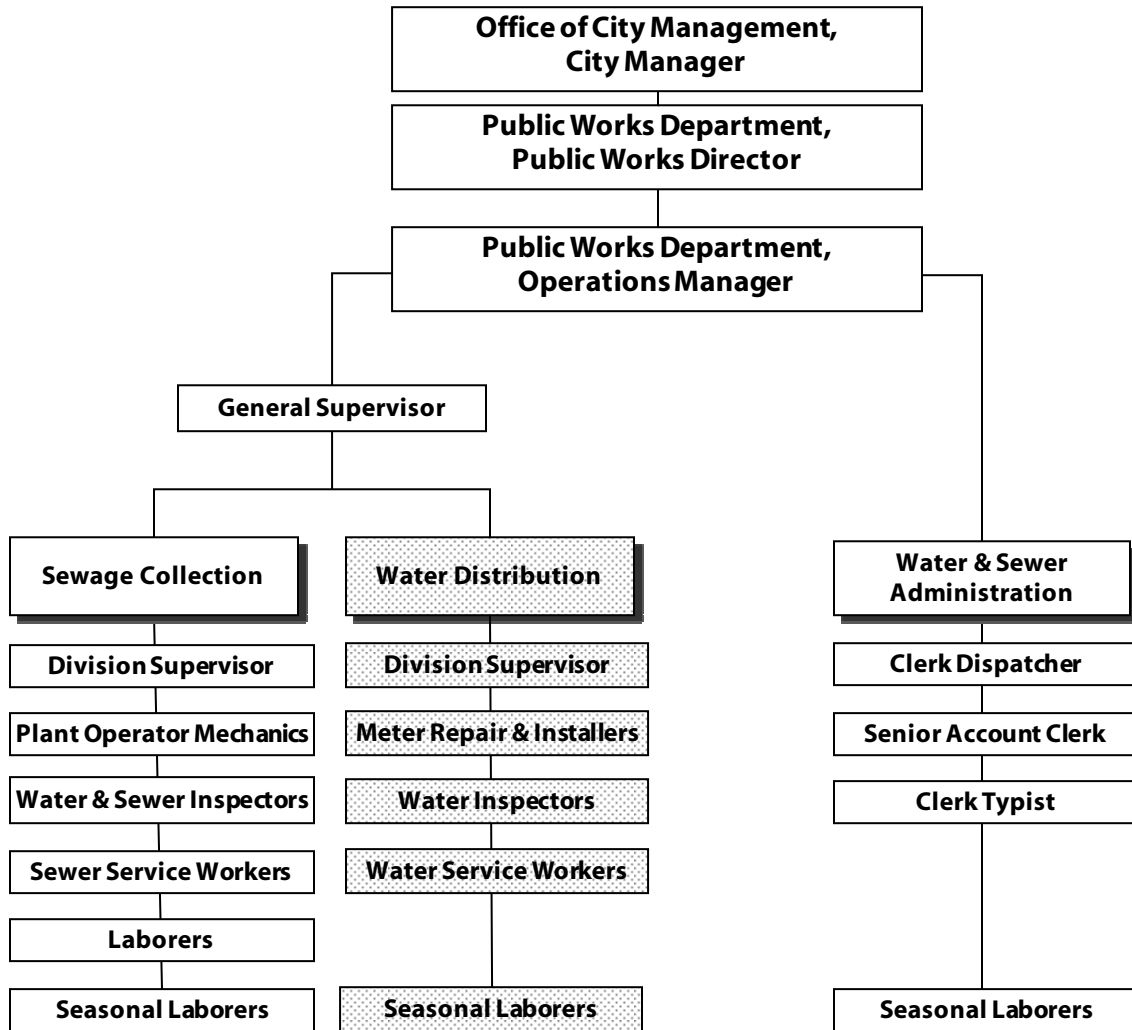 Office of City Management,
City Manager
Public Works Department,
Public Works Director
Public Works Department,
Operations Manager
General Supervisor
Sewage Collection
Division Supervisor
Plant Operator Mechanics
Water & Sewer Inspectors
Sewer Service Workers
Laborers
Seasonal Laborers
Water Distribution
Division Supervisor
Meter Repair & Installers
Water Inspectors
Water Service Workers
Seasonal Laborers
Water & Sewer
Administration
Clerk Dispatcher
Senior Account Clerk
Clerk Typist
Seasonal Laborers